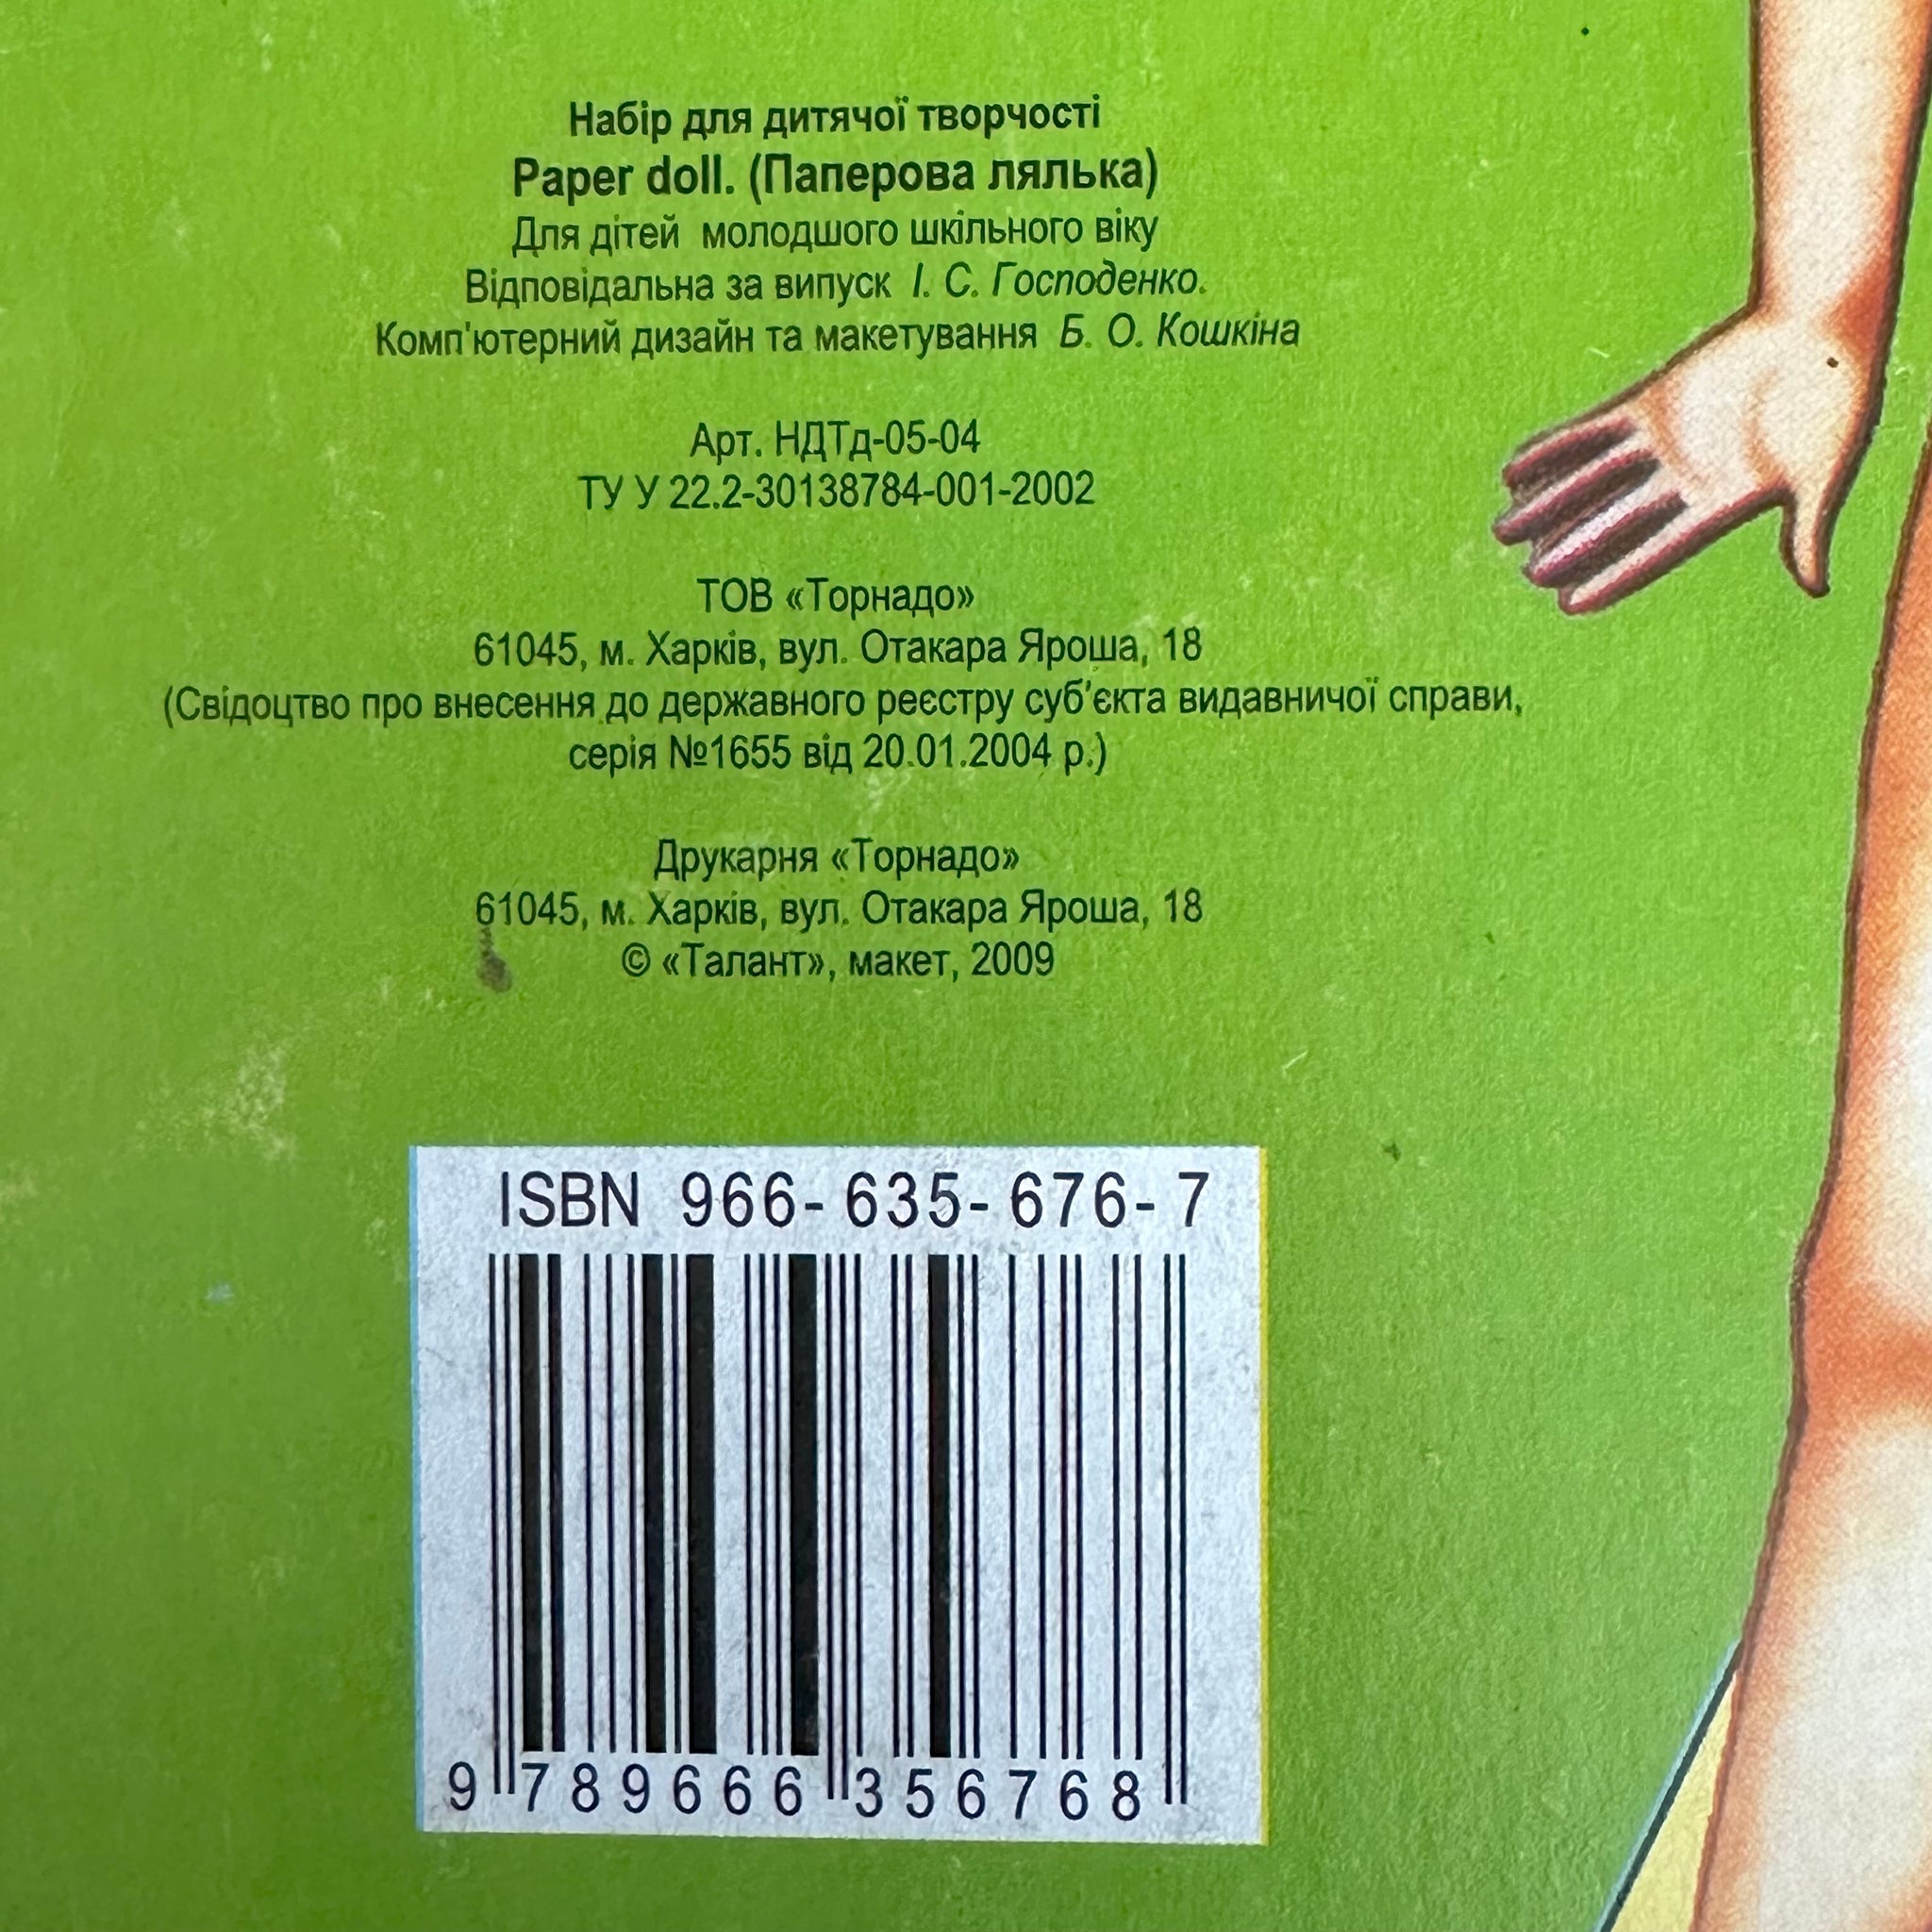 Набір для дитячої творчості
Paper doll. (Паперова лялька)
Для дітей молодшого шкільного віку
Відповідальна за випуск І. С. Господенко.
Комп'ютерний дизайн та макетування Б. О. Кошкіна
Арт. НДТд-05-04
ТУ У 22.2-30138784-001-2002
ТОВ «Торнадо»
61045, м. Харків, вул. Отакара Яроша, 18
(Свідоцтво про внесення до державного реєстру суб'єкта видавничої справи,
серія №1655 від 20.01.2004 р.)
Друкарня «Торнадо»
61045, м. Харків, вул. Отакара Яроша, 18
© «Талант», макет, 2009
ISBN 966-635-676-7
9 789666 356768